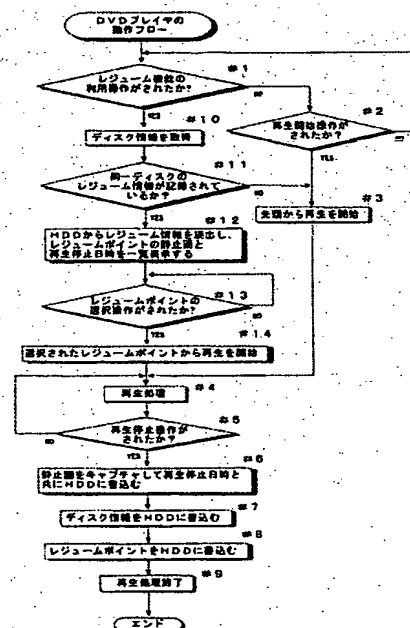 DVDプレイヤの
動作フロー
#1
レジューム機能の
利用操作がされたか?
NO
YES
#10
ディスク情報を取得
#2
再生開始操作が
されたか?
NO
YES
#11
同一ディスクの
レジューム情報が記録されて
いるか?
NO
YES
#3
先頭から再生を開始
#12
HDDからレジューム情報を読出し、
レジュームポイントの静止画と
再生停止日時を一覧表示する
#13
レジュームポイントの
選択操作がされたか?
NO
YES
#14
選択されたレジュームポイントから再生を開始
#4
再生処理
#5
再生停止操作が
されたか?
NO
YES
#6
静止画をキャプチャして再生停止日時と
共にHDDに書込む
#7
ディスク情報をHDDに書込む
#8
レジュームポイントをHDDに書込む
#9
再生処理終了
エンド